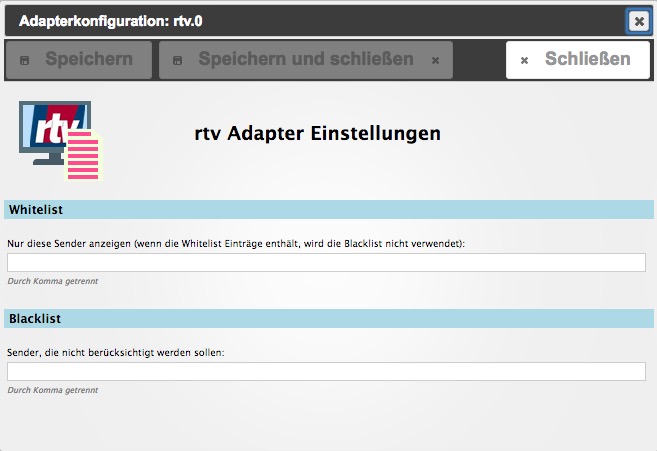 Adapterkonfiguration: rtv.0
Speichern Speichern und schließen Schließen
rtv
rtv Adapter Einstellungen
Whitelist
Nur diese Sender anzeigen (wenn die Whitelist Einträge enthält, wird die Blacklist nicht verwendet):
Durch Komma getrennt
Blacklist
Sender, die nicht berücksichtigt werden sollen:
Durch Komma getrennt